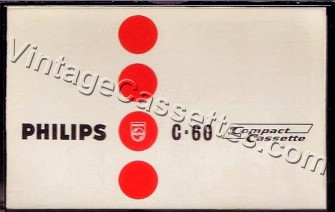 VintageCassettes.com
PHILIPS C-60 Compact Cassette